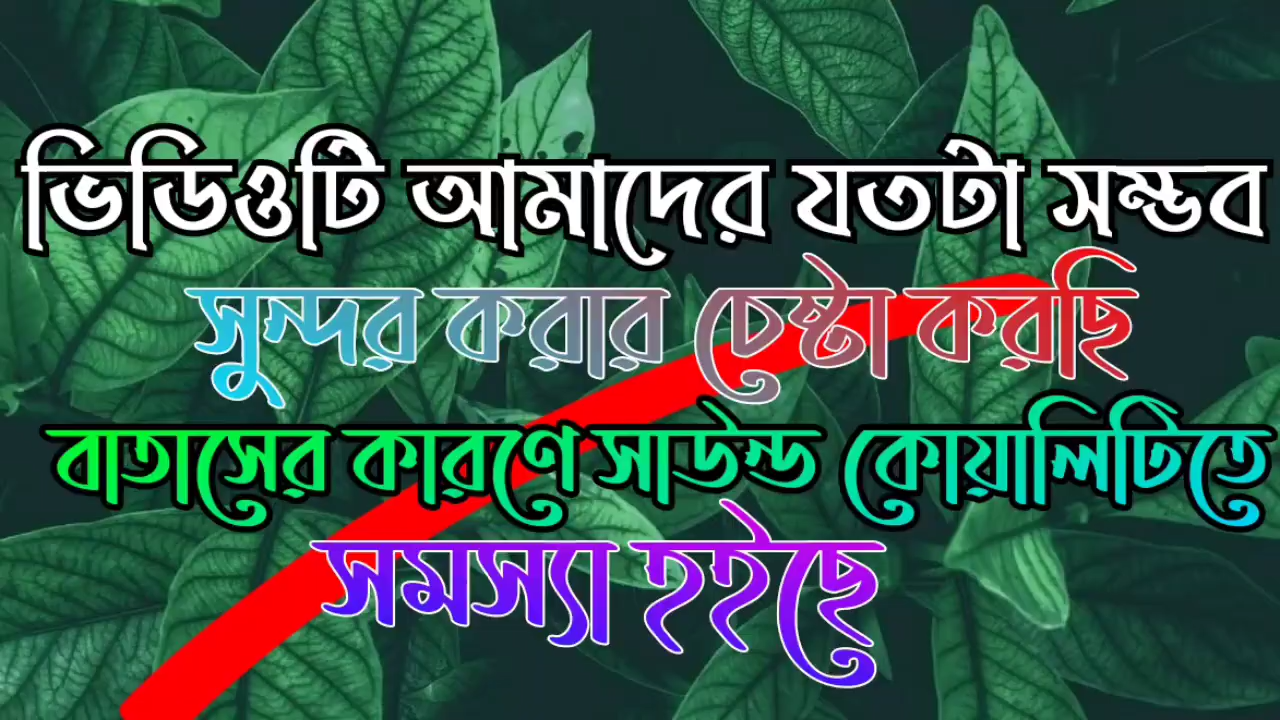 ভিডিওটি আমাদের যতটা সম্ভব
সুন্দর করার চেষ্টা করছি
বাতাসের কারণে সাউন্ড কোয়ালিটিতে
সমস্যা হইছে